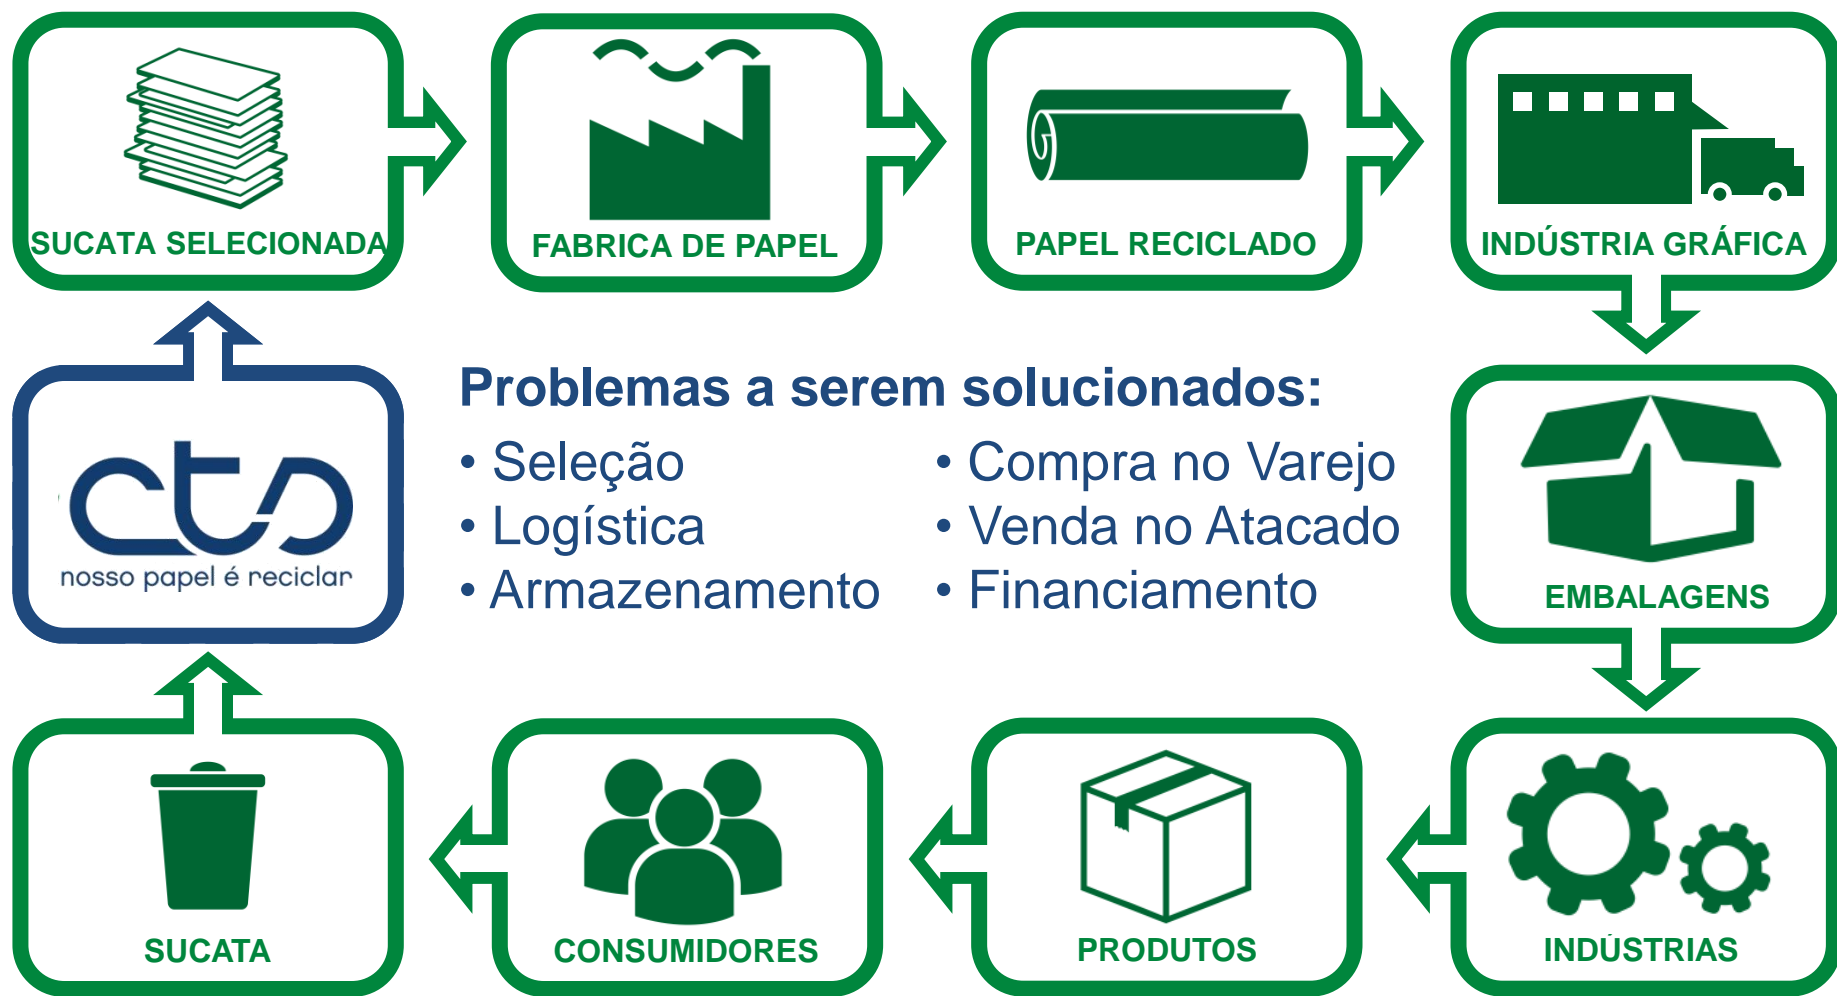 SUCATA SELECIONADA
FABRICA DE PAPEL
PAPEL RECICLADO
INDÚSTRIA GRÁFICA
cts
nosso papel é reciclar
Problemas a serem solucionados:
• Seleção
• Logística
• Armazenamento
• Compra no Varejo
• Venda no Atacado
• Financiamento
EMBALAGENS
SUCATA
CONSUMIDORES
PRODUTOS
INDÚSTRIAS